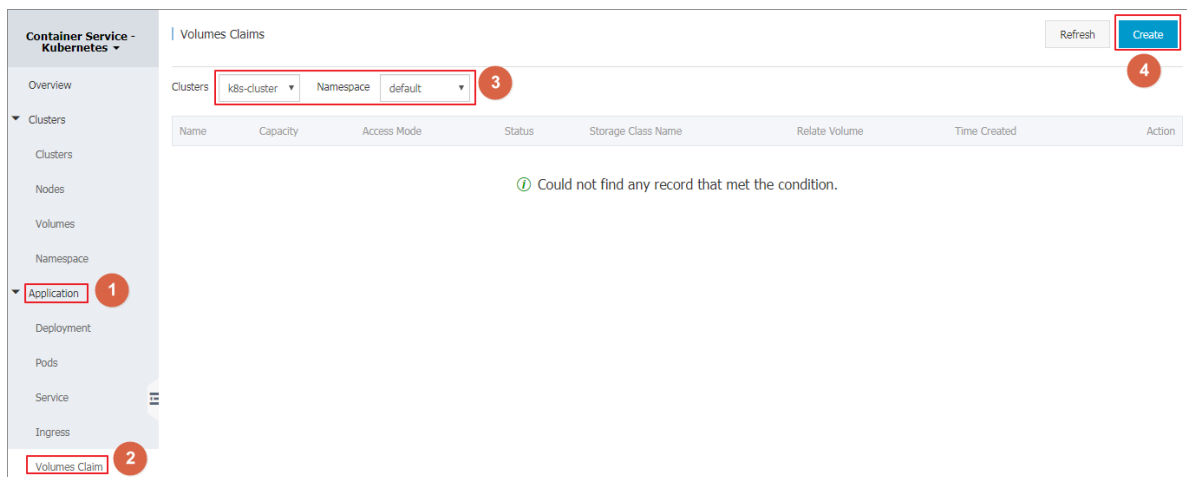 Container Service -
Kubernetes
Overview
Clusters
Clusters
Nodes
Volumes
Namespace
Application 1
Deployment
Pods
Service
Ingress
Volumes Claim 2
Volumes Claims
Refresh Create
4
Clusters k8s-cluster Namespace default 3
Name Capacity Access Mode Status Storage Class Name Relate Volume Time Created Action
Could not find any record that met the condition.